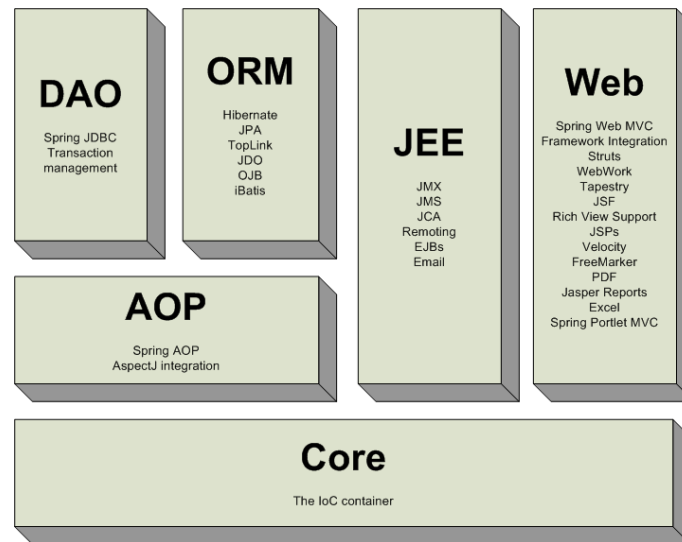 DAO
Spring JDBC
Transaction
management
ORM
Hibernate
JPA
TopLink
JDO
OJB
iBatis
JEE
JMX
JMS
JCA
Remoting
EJBs
Email
Web
Spring Web MVC
Framework Integration
Struts
WebWork
Tapestry
JSF
Rich View Support
JSPs
Velocity
FreeMarker
PDF
Jasper Reports
Excel
Spring Portlet MVC
AOP
Spring AOP
AspectJ integration
Core
The IoC container